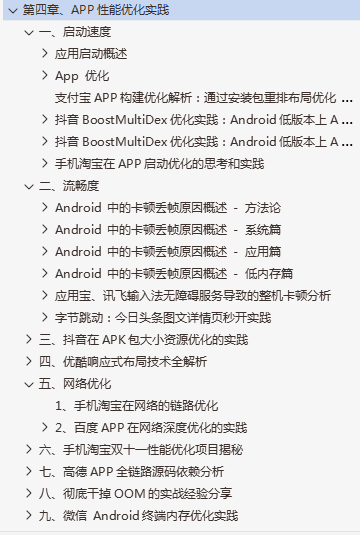 第四章、APP 性能优化实践
一、启动速度
应用启动概述
App 优化
支付宝 APP 构建优化解析：通过安装包重排布局优化 ...
抖音 BoostMultiDex 优化实践：Android 低版本上 A ...
抖音 BoostMultiDex 优化实践：Android 低版本上 A ...
手机淘宝在 APP 启动优化的思考和实践
二、流畅度
Android 中的卡顿丢帧原因概述 - 方法论
Android 中的卡顿丢帧原因概述 - 系统篇
Android 中的卡顿丢帧原因概述 - 应用篇
Android 中的卡顿丢帧原因概述 - 低内存篇
应用宝、讯飞输入法无障碍服务导致的整机卡顿分析
字节跳动：今日头条图文详情页秒开实践
三、抖音在 APK 包大小资源优化的实践
四、优酷响应式布局技术全解析
五、网络优化
1、手机淘宝在网络的链路优化
2、百度 APP 在网络深度优化的实践
六、手机淘宝双十一性能优化项目揭秘
七、高德 APP 全链路源码依赖分析
八、彻底干掉 OOM 的实战经验分享
九、微信 Android 终端内存优化实践